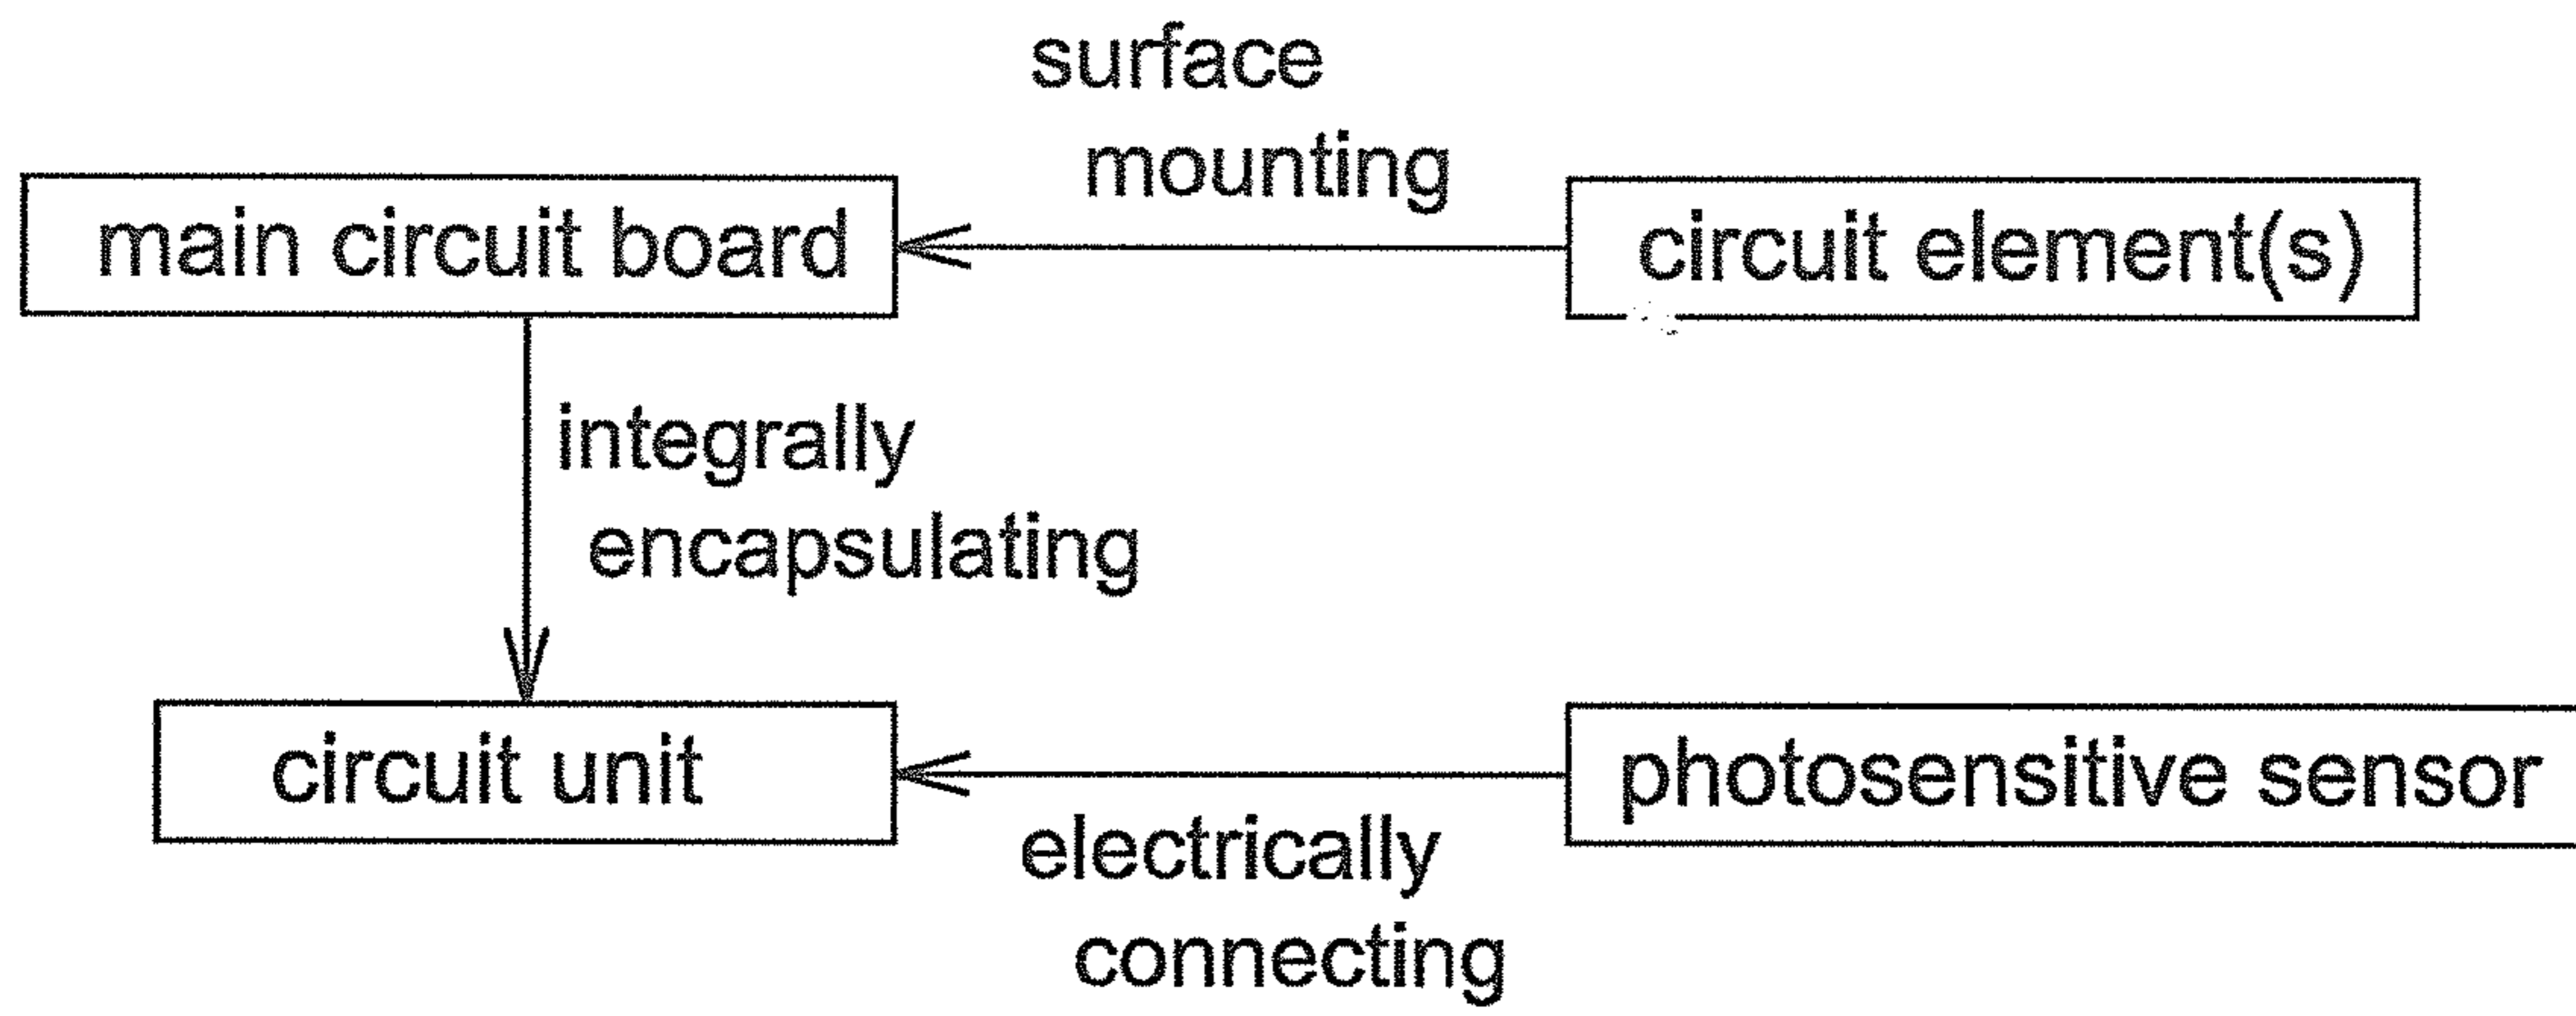 surface
mounting
main circuit board
circuit element(s)
integrally
encapsulating
circuit unit
photosensitive sensor
electrically
connecting